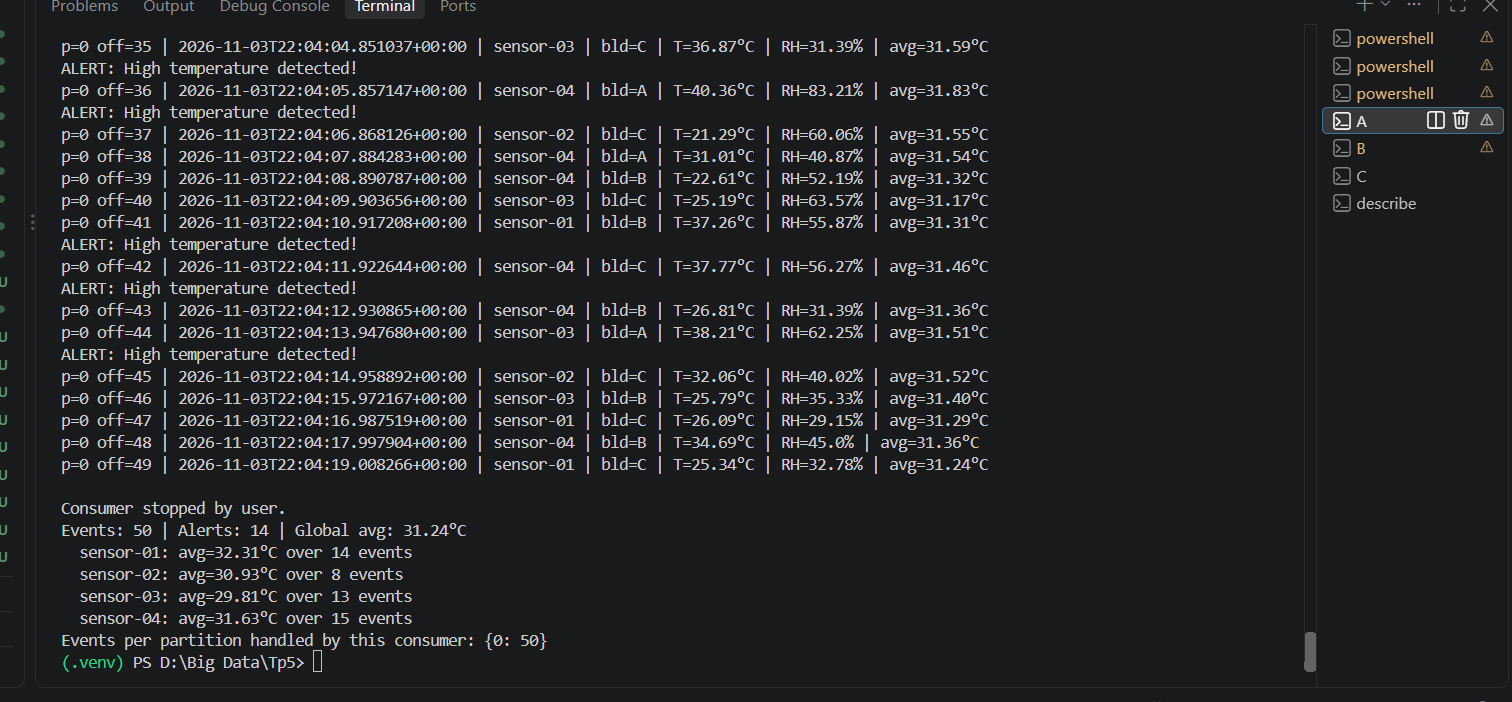 Problems Output Debug Console Terminal Ports
p=0 off=35 | 2026-11-03T22:04:04.851037+00:00 | sensor-03 | bld=C | T=36.87°C | RH=31.39% | avg=31.59°C
ALERT: High temperature detected!
p=0 off=36 | 2026-11-03T22:04:05.857147+00:00 | sensor-04 | bld=A | T=40.36°C | RH=83.21% | avg=31.83°C
ALERT: High temperature detected!
p=0 off=37 | 2026-11-03T22:04:06.868126+00:00 | sensor-02 | bld=C | T=21.29°C | RH=60.06% | avg=31.55°C
p=0 off=38 | 2026-11-03T22:04:07.884283+00:00 | sensor-04 | bld=A | T=31.01°C | RH=40.87% | avg=31.54°C
p=0 off=39 | 2026-11-03T22:04:08.890787+00:00 | sensor-04 | bld=B | T=22.61°C | RH=52.19% | avg=31.32°C
p=0 off=40 | 2026-11-03T22:04:09.903656+00:00 | sensor-03 | bld=C | T=25.19°C | RH=63.57% | avg=31.17°C
p=0 off=41 | 2026-11-03T22:04:10.917208+00:00 | sensor-01 | bld=B | T=37.26°C | RH=55.87% | avg=31.31°C
ALERT: High temperature detected!
p=0 off=42 | 2026-11-03T22:04:11.922644+00:00 | sensor-04 | bld=C | T=37.77°C | RH=56.27% | avg=31.46°C
ALERT: High temperature detected!
p=0 off=43 | 2026-11-03T22:04:12.930865+00:00 | sensor-04 | bld=B | T=26.81°C | RH=31.39% | avg=31.36°C
p=0 off=44 | 2026-11-03T22:04:13.947680+00:00 | sensor-03 | bld=A | T=38.21°C | RH=62.25% | avg=31.51°C
ALERT: High temperature detected!
p=0 off=45 | 2026-11-03T22:04:14.958892+00:00 | sensor-02 | bld=C | T=32.06°C | RH=40.02% | avg=31.52°C
p=0 off=46 | 2026-11-03T22:04:15.972167+00:00 | sensor-03 | bld=B | T=25.79°C | RH=35.33% | avg=31.40°C
p=0 off=47 | 2026-11-03T22:04:16.987519+00:00 | sensor-01 | bld=C | T=26.09°C | RH=29.15% | avg=31.29°C
p=0 off=48 | 2026-11-03T22:04:17.997904+00:00 | sensor-04 | bld=B | T=34.69°C | RH=45.0% | avg=31.36°C
p=0 off=49 | 2026-11-03T22:04:19.008266+00:00 | sensor-01 | bld=C | T=25.34°C | RH=32.78% | avg=31.24°C
Consumer stopped by user.
Events: 50 | Alerts: 14 | Global avg: 31.24°C
sensor-01: avg=32.31°C over 14 events
sensor-02: avg=30.93°C over 8 events
sensor-03: avg=29.81°C over 13 events
sensor-04: avg=31.63°C over 15 events
Events per partition handled by this consumer: {0: 50}
(.venv) PS D:\Big Data\Tp5>
powershell
powershell
powershell
A
B
C
describe
U
U
U
U
U
U
U
U
U
U